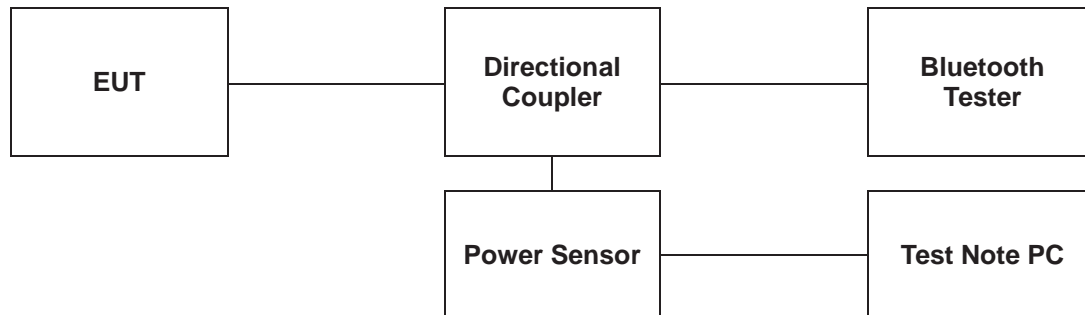 EUT
Directional
Coupler
Bluetooth
Tester
Power Sensor
Test Note PC